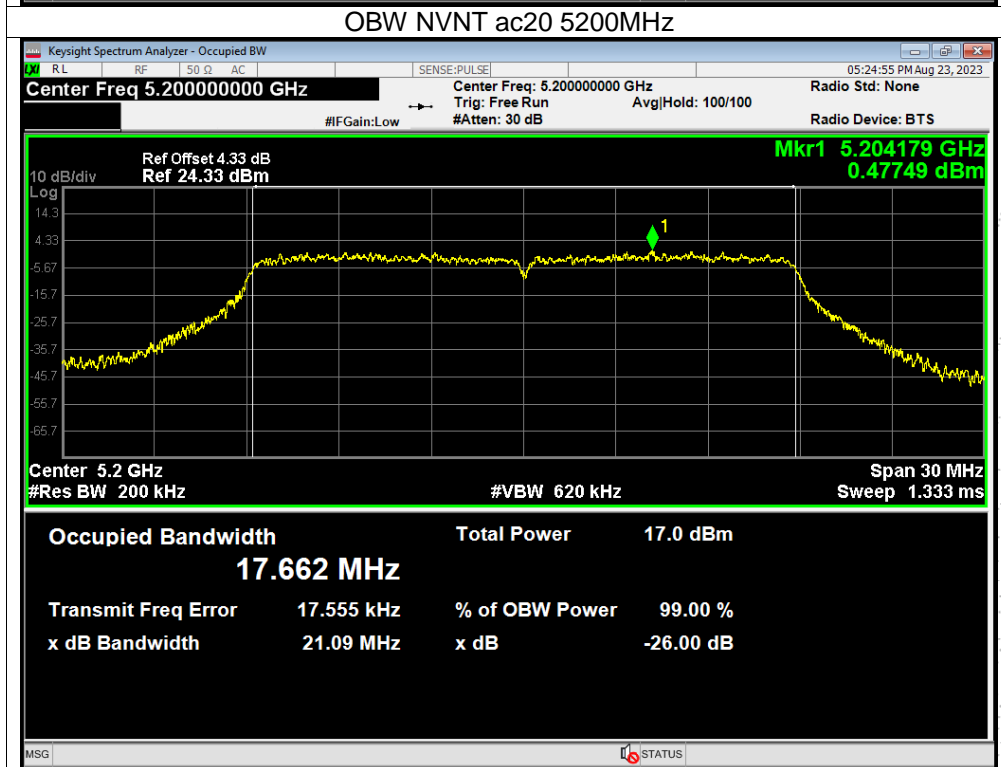 OBW NVNT ac20 5200MHz
Keysight Spectrum Analyzer - Occupied BW
LXI RL RF 50 Ω AC SENSE:PULSE 05:24:55 PM Aug 23, 2023
Center Freq 5.200000000 GHz Center Freq: 5.200000000 GHz Radio Std: None
Trig: Free Run Avg|Hold: 100/100
#IFGain:Low #Atten: 30 dB Radio Device: BTS
Ref Offset 4.33 dB Mkr1 5.204179 GHz
10 dB/div Ref 24.33 dBm 0.47749 dBm
Log
14.3
1
4.33
-5.67
-15.7
-25.7
-35.7
-45.7
-55.7
-65.7
Center 5.2 GHz Span 30 MHz
#Res BW 200 kHz #VBW 620 kHz Sweep 1.333 ms
Occupied Bandwidth Total Power 17.0 dBm
17.662 MHz
Transmit Freq Error 17.555 kHz % of OBW Power 99.00 %
x dB Bandwidth 21.09 MHz x dB -26.00 dB
MSG STATUS